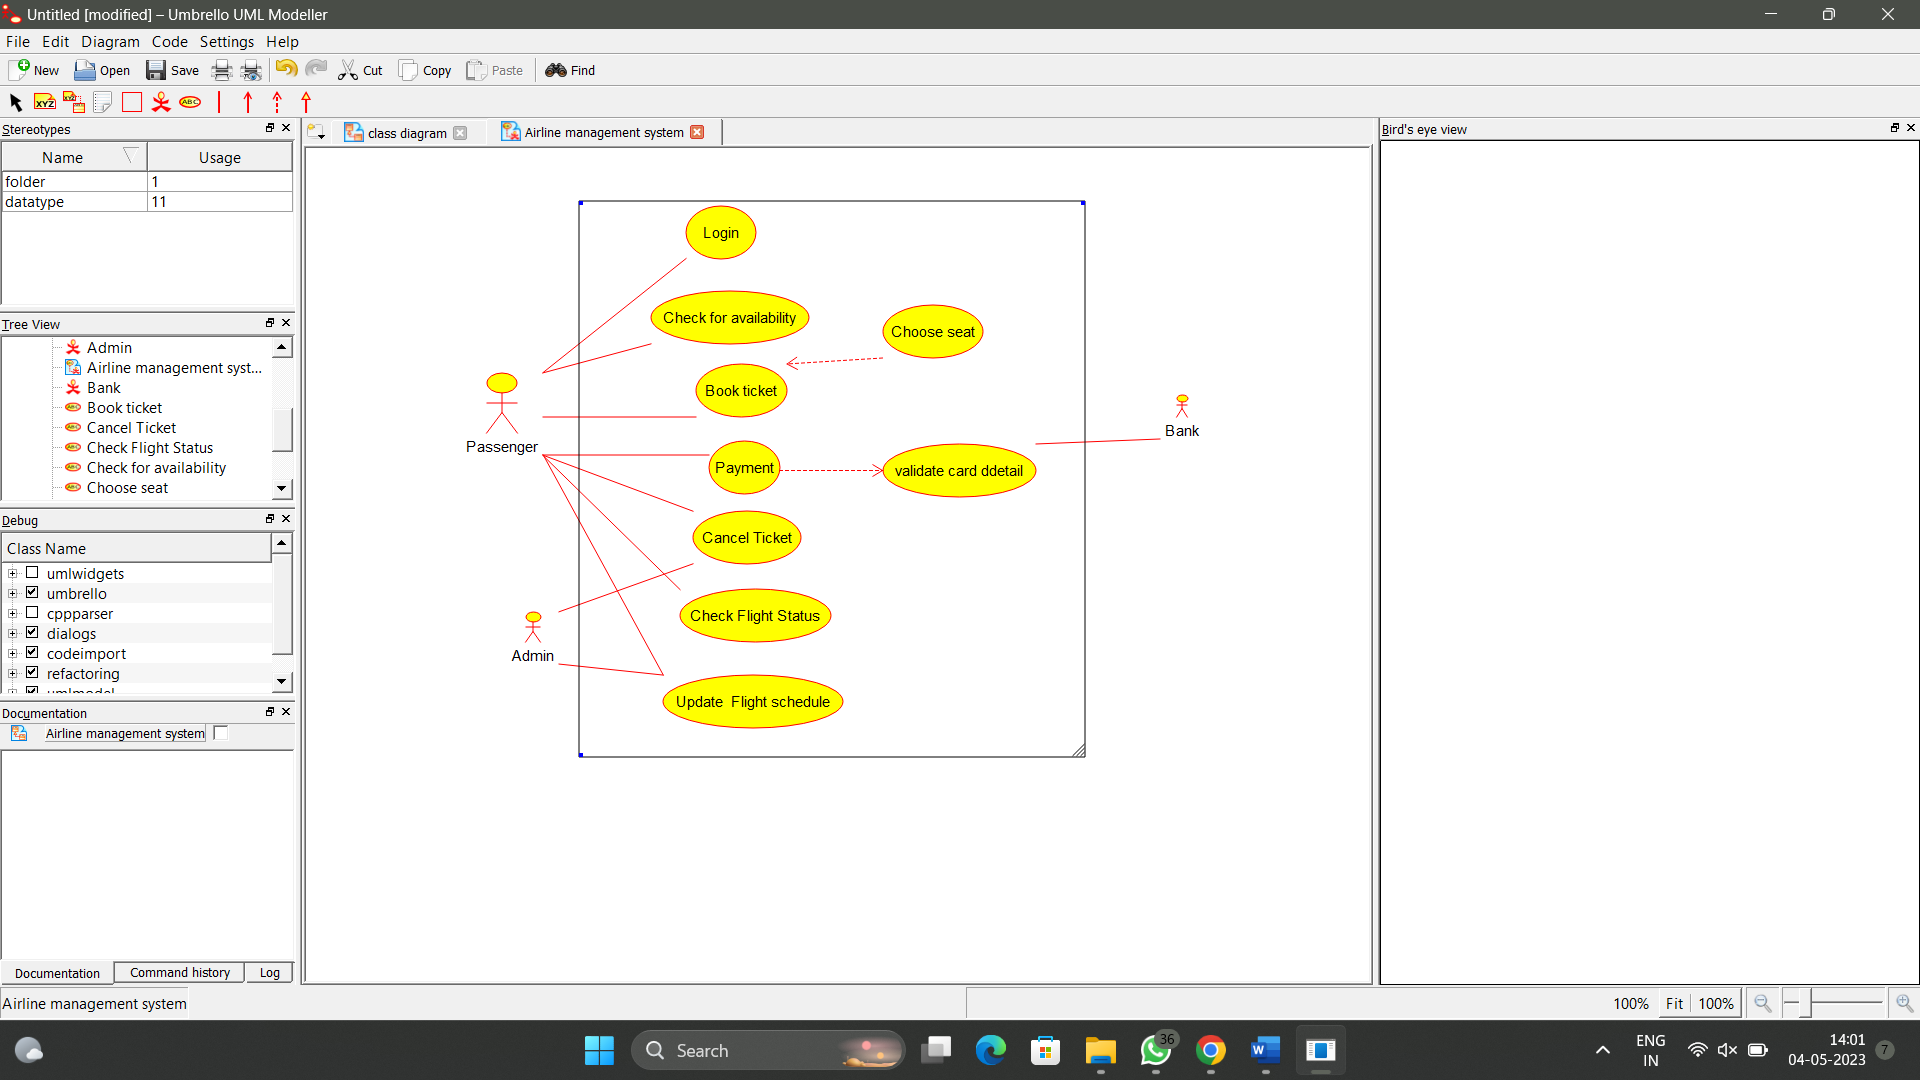 Untitled [modified] – Umbrello UML Modeller
File Edit Diagram Code Settings Help
New Open Save Cut Copy Paste Find
XYZ XYZ ABC
Stereotypes
Name Usage
folder 1
datatype 11
Tree View
Admin
Airline management syst...
Bank
Book ticket
Cancel Ticket
Check Flight Status
Check for availability
Choose seat
Debug
Class Name
umlwidgets
umbrello
cppparser
dialogs
codeimport
refactoring
umlmodel
Documentation
Airline management system
Documentation Command history Log
class diagram Airline management system
Login
Check for availability
Choose seat
Book ticket
Passenger
Bank
Payment
validate card ddetail
Cancel Ticket
Check Flight Status
Admin
Update Flight schedule
Bird's eye view
Airline management system
100% Fit 100%
Search
36
W
ENG
IN
14:01
04-05-2023
7